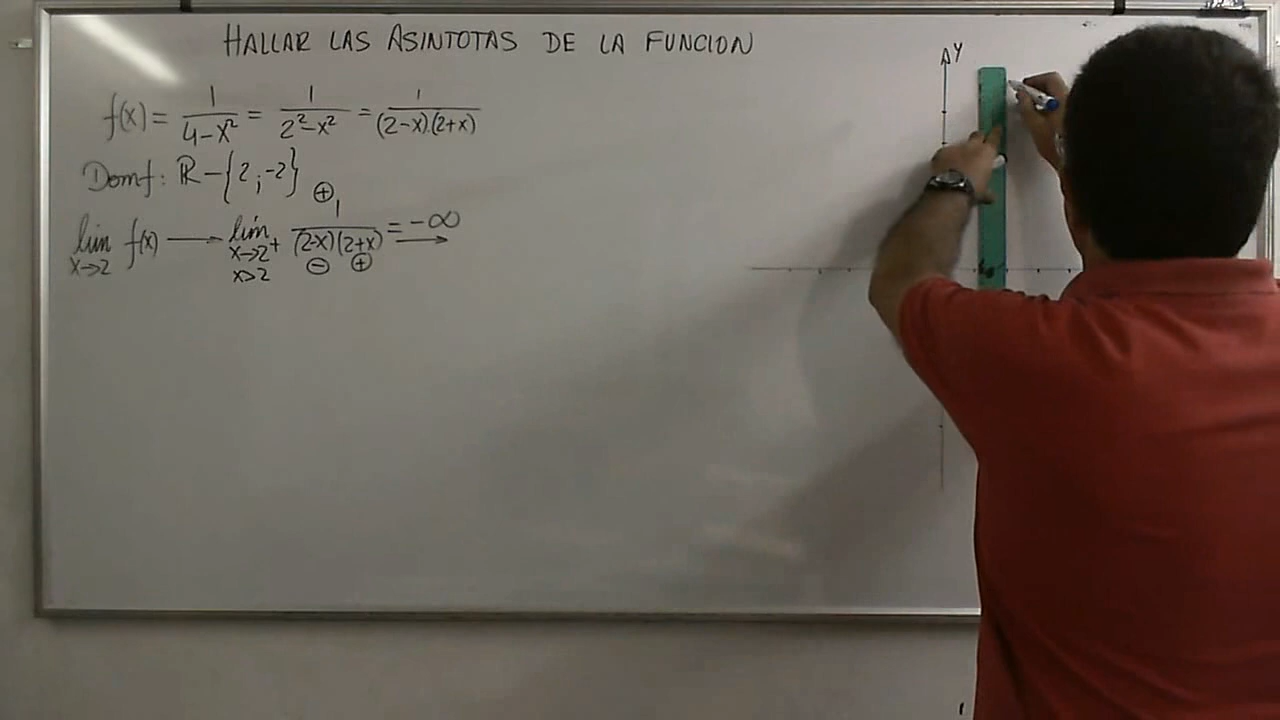 HALLAR LAS ASINTOTAS DE LA FUNCION
f(x) = 1/(4-x²) = 1/(2²-x²) = 1/((2-x).(2+x))
Domf: ℝ - {2 ; -2}
lim x→2 f(x) → lím x→2⁺ x>2 1 ⊕ / (2-x)(2+x) ⊖ ⊕ = -∞ →
Y